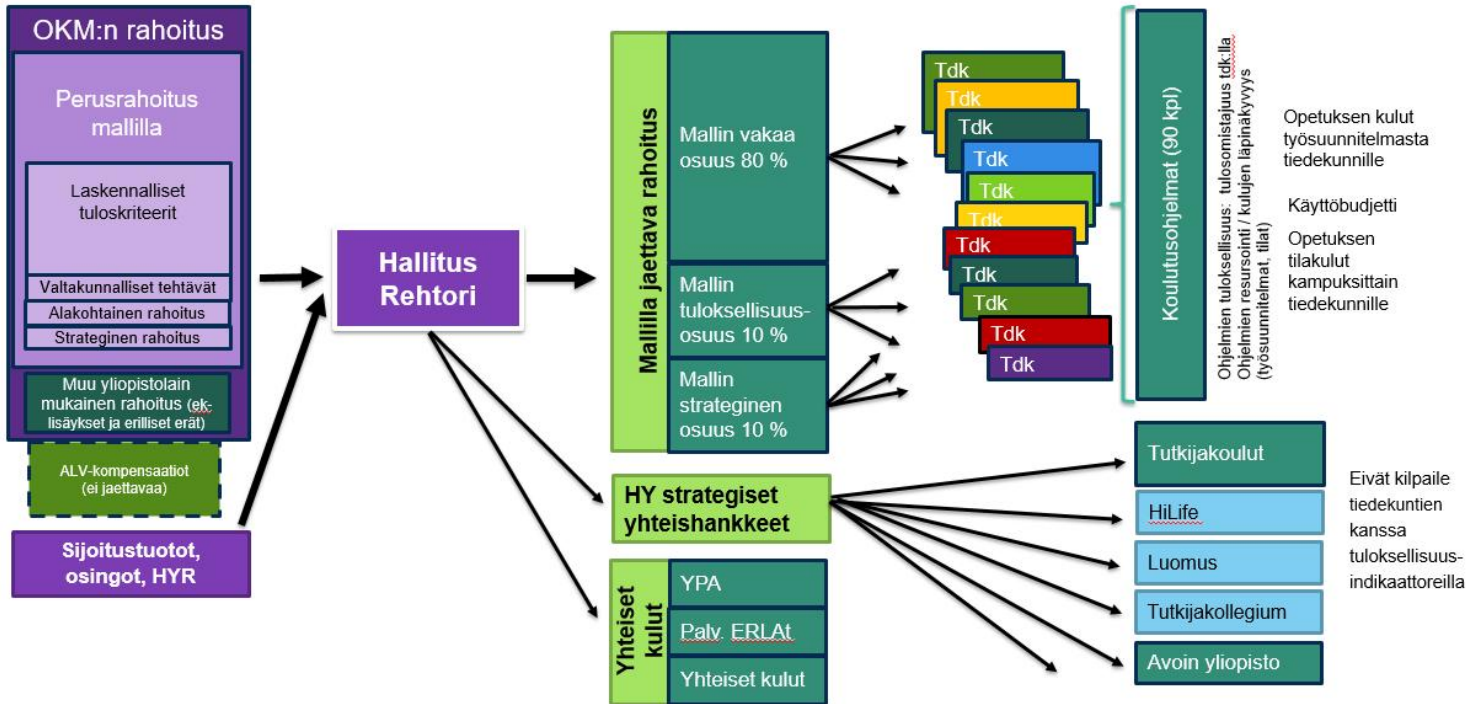 OKM:n rahoitus
Perusrahoitus
mallilla
Laskennalliset
tuloskriteerit
Valtakunnalliset tehtävät
Alakohtainen rahoitus
Strateginen rahoitus
Muu yliopistolain
mukainen rahoitus (ek-
lisäykset ja erilliset erät)
ALV-kompensaatiot
(ei jaettavaa)
Sijoitustuotot,
osingot, HYR
Hallitus
Rehtori
Mallilla jaettava rahoitus
Mallin vakaa
osuus 80 %
Mallin
tuloksellisuus-
osuus 10 %
Mallin
strateginen
osuus 10 %
HY strategiset
yhteishankkeet
Yhteiset
kulut
YPA
Palv. ERLAt
Yhteiset kulut
Tdk
Tdk
Tdk
Tdk
Tdk
Tdk
Tdk
Tdk
Tdk
Tdk
Tdk
Koulutusohjelmat (90 kpl)
Ohjelmien tuloksellisuus: tulosomistajuus tdk:lla
Ohjelmien resursointi / kulujen läpinäkyvyys
(työsuunnitelmat, tilat)
Opetuksen kulut
työsuunnitelmasta
tiedekunnille
Käyttöbudjetti
Opetuksen
tilakulut
kampuksittain
tiedekunnille
Tutkijakoulut
HiLife
Luomus
Tutkijakollegium
Avoin yliopisto
Eivät kilpaile
tiedekuntien
kanssa
tuloksellisuus-
indikaattoreilla